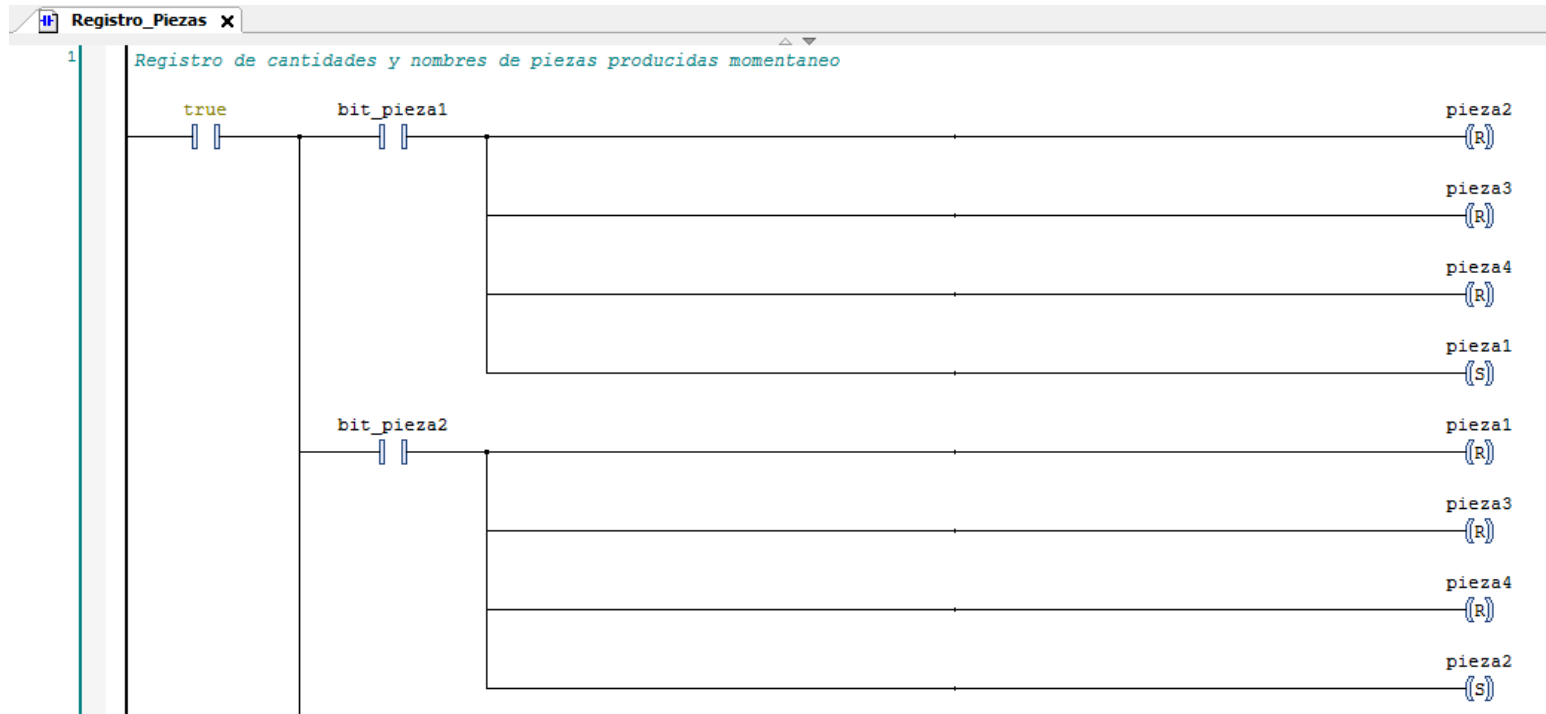 Registro_Piezas
1
Registro de cantidades y nombres de piezas producidas momentaneo
true bit_pieza1 pieza2
R
pieza3
R
pieza4
R
pieza1
S
bit_pieza2 pieza1
R
pieza3
R
pieza4
R
pieza2
S